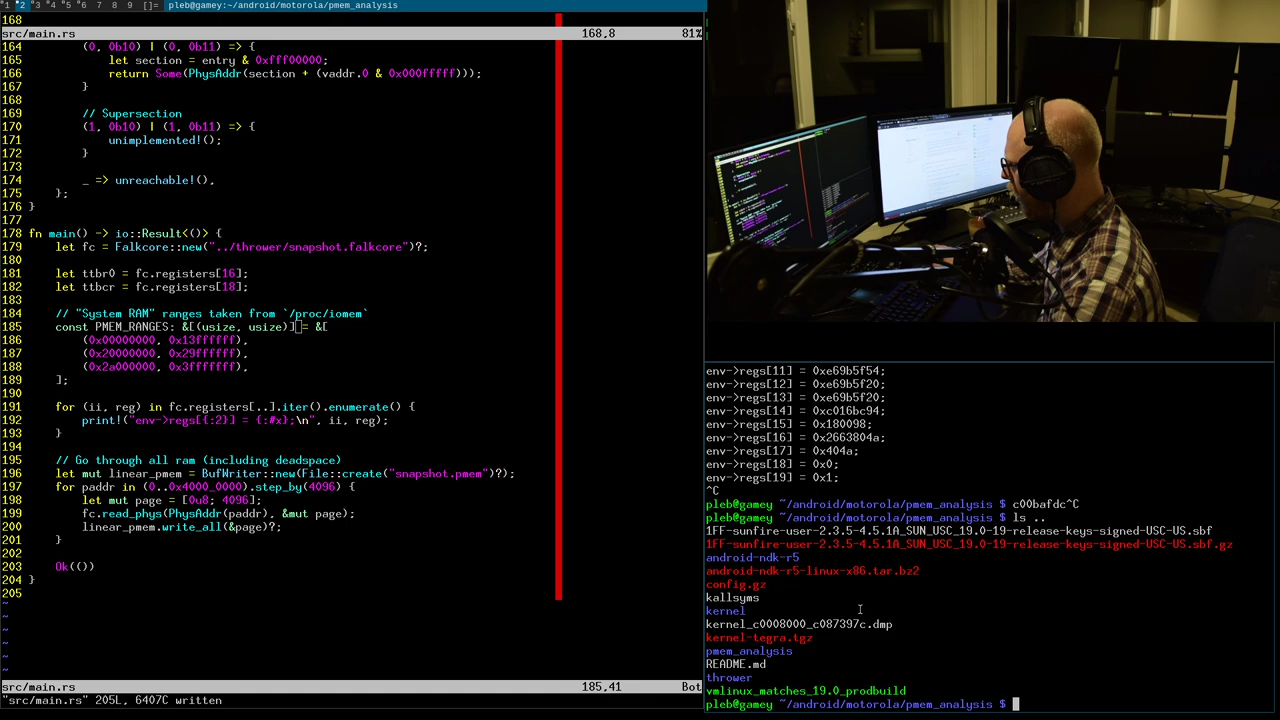 1 2 3 4 5 6 7 8 9 []= pleb@gamey:~/android/motorola/pmem_analysis
168
src/main.rs 168,8 81%
164 (0, 0b10) | (0, 0b11) => {
165 let section = entry & 0xfff00000;
166 return Some(PhysAddr(section + (vaddr.0 & 0x000fffff)));
167 }
168
169 // Supersection
170 (1, 0b10) | (1, 0b11) => {
171 unimplemented!();
172 }
173
174 _ => unreachable!(),
175 };
176 }
177
178 fn main() -> io::Result<()> {
179 let fc = Falkcore::new("../thrower/snapshot.falkcore")?;
180
181 let ttbr0 = fc.registers[16];
182 let ttbcr = fc.registers[18];
183
184 // "System RAM" ranges taken from `/proc/iomem`
185 const PMEM_RANGES: &[(usize, usize)] = &[
186 (0x00000000, 0x13ffffff),
187 (0x20000000, 0x29ffffff),
188 (0x2a000000, 0x3fffffff),
189 ];
190
191 for (ii, reg) in fc.registers[..].iter().enumerate() {
192 print!("env->regs[{:2}] = {:#x};\n", ii, reg);
193 }
194
195 // Go through all ram (including deadspace)
196 let mut linear_pmem = BufWriter::new(File::create("snapshot.pmem")?);
197 for paddr in (0..0x4000_0000).step_by(4096) {
198 let mut page = [0u8; 4096];
199 fc.read_phys(PhysAddr(paddr), &mut page);
200 linear_pmem.write_all(&page)?;
201 }
202
203 Ok(())
204 }
205
~
~
~
~
~
~
src/main.rs 185,41 Bot
"src/main.rs" 205L, 6407C written
env->regs[11] = 0xe69b5f54;
env->regs[12] = 0xe69b5f20;
env->regs[13] = 0xe69b5f20;
env->regs[14] = 0xc016bc94;
env->regs[15] = 0x180098;
env->regs[16] = 0x2663804a;
env->regs[17] = 0x404a;
env->regs[18] = 0x0;
env->regs[19] = 0x1;
^C
pleb@gamey ~/android/motorola/pmem_analysis $ c00bafdc^C
pleb@gamey ~/android/motorola/pmem_analysis $ ls ..
1FF-sunfire-user-2.3.5-4.5.1A_SUN_USC_19.0-19-release-keys-signed-USC-US.sbf
1FF-sunfire-user-2.3.5-4.5.1A_SUN_USC_19.0-19-release-keys-signed-USC-US.sbf.gz
android-ndk-r5
android-ndk-r5-linux-x86.tar.bz2
config.gz
kallsyms
kernel
kernel_c0008000_c087397c.dmp
kernel-tegra.tgz
pmem_analysis
README.md
thrower
vmlinux_matches_19.0_prodbuild
pleb@gamey ~/android/motorola/pmem_analysis $